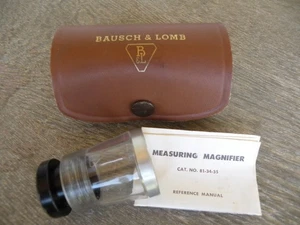 BAUSCH & LOMB
B
L
MEASURING MAGNIFIER
CAT. NO. 81-34-35
REFERENCE MANUAL